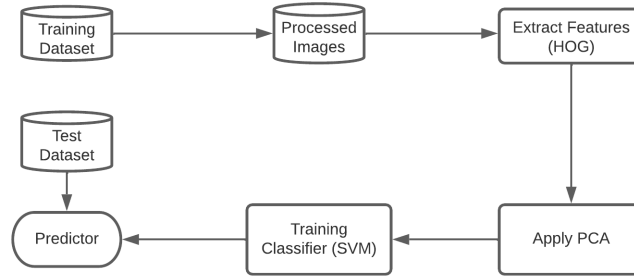 Training
Dataset
Processed
Images
Extract Features
(HOG)
Test
Dataset
Predictor
Training
Classifier (SVM)
Apply PCA